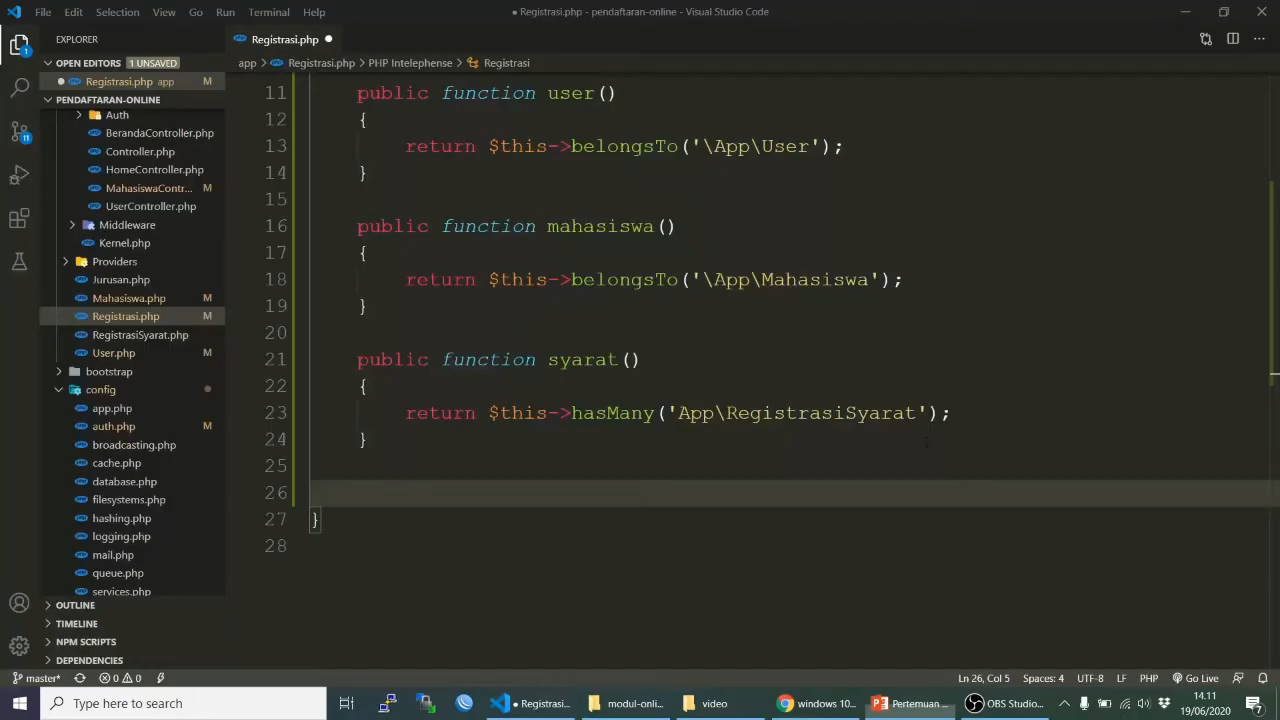 File Edit Selection View Go Run Terminal Help
● Registrasi.php - pendaftaran-online - Visual Studio Code
EXPLORER
Registrasi.php ●
OPEN EDITORS 1 UNSAVED
app > Registrasi.php > PHP Intelephense > Registrasi
● Registrasi.php app M
PENDAFTARAN-ONLINE
Auth
BerandaController.php
Controller.php
HomeController.php
MahasiswaContr... M
UserController.php
Middleware
Kernel.php
Providers
Jurusan.php
Mahasiswa.php M
Registrasi.php M
RegistrasiSyarat.php
User.php M
bootstrap
config
app.php
auth.php M
broadcasting.php
cache.php
database.php
filesystems.php
hashing.php
logging.php
mail.php
queue.php
services.php
OUTLINE
TIMELINE
NPM SCRIPTS
DEPENDENCIES
1
11
11 public function user()
12 {
13 return $this->belongsTo('\App\User');
14 }
15
16 public function mahasiswa()
17 {
18 return $this->belongsTo('\App\Mahasiswa');
19 }
20
21 public function syarat()
22 {
23 return $this->hasMany('App\RegistrasiSyarat');
24 }
25
26
27 }
28
master* 0 0 Ln 26, Col 5 Spaces: 4 UTF-8 LF PHP Go Live
Type here to search
● Registrasi...
modul-onli...
video
windows 10...
Pertemuan ...
OBS Studio...
14.11
19/06/2020
7